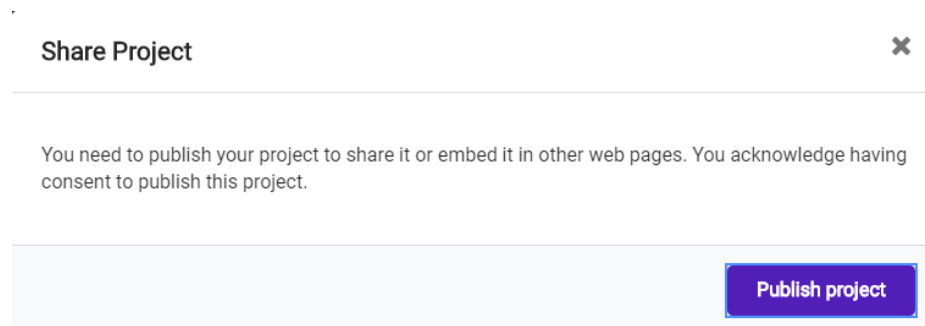 Share Project
You need to publish your project to share it or embed it in other web pages. You acknowledge having
consent to publish this project.
Publish project